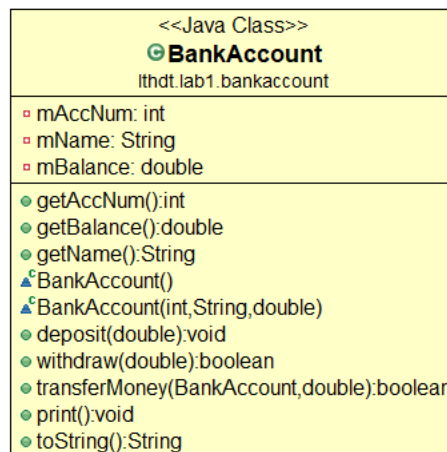 <<Java Class>>
BankAccount
lthdt.lab1.bankaccount
mAccNum: int
mName: String
mBalance: double
getAccNum():int
getBalance():double
getName():String
BankAccount()
BankAccount(int,String,double)
deposit(double):void
withdraw(double):boolean
transferMoney(BankAccount,double):boolean
print():void
toString():String